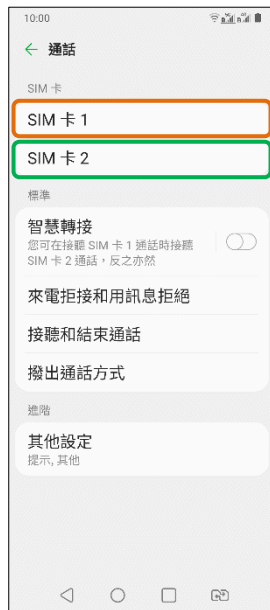 10:00
通話
SIM 卡
SIM 卡 1
SIM 卡 2
標準
智慧轉接
您可在接聽 SIM 卡 1 通話時接聽
SIM 卡 2 通話，反之亦然
來電拒接和用訊息拒絕
接聽和結束通話
撥出通話方式
進階
其他設定
提示, 其他